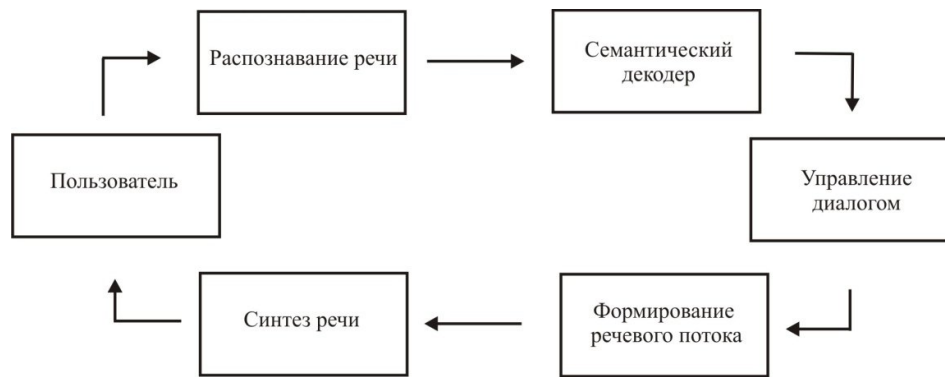 Распознавание речи
Семантический
декодер
Пользователь
Управление
диалогом
Синтез речи
Формирование
речевого потока